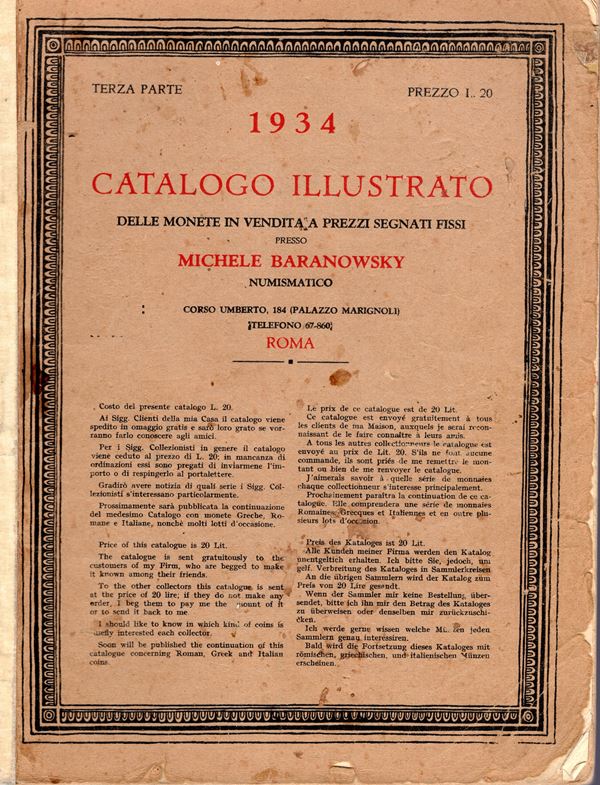 TERZA PARTE
PREZZO L. 20
1934
CATALOGO ILLUSTRATO
DELLE MONETE IN VENDITA A PREZZI SEGNATI FISSI
PRESSO
MICHELE BARANOWSKY
NUMISMATICO
CORSO UMBERTO, 184 (PALAZZO MARIGNOLI)
TELEFONO 67-860
ROMA
Costo del presente catalogo L. 20.
Ai Sigg. Clienti della mia Casa il catalogo viene
spedito in omaggio gratis e sarò loro grato se vor-
ranno farlo conoscere agli amici.
Per i Sigg. Collezionisti in genere il catalogo
viene ceduto al prezzo di L. 20; in mancanza di
ordinazioni essi sono pregati di inviarmene l'im-
porto o di respingerlo al portalettere.
Gradirò avere notizia di quali serie i Sigg. Col-
lezionisti s'interessano particolarmente.
Prossimamente sarà pubblicata la continuazione
del medesimo Catalogo con monete Greche, Ro-
mane e Italiane, nonchè molti lotti d'occasione.
Price of this catalogue is 20 Lit.
The catalogue is sent gratuitously to the
customers of my Firm, who are begged to make
it known among their friends.
To the other collectors this catalogue is sent
at the price of 20 lire; if they do not make any
order, I beg them to pay me the amount of it
or to send it back to me.
I should like to know in which kind of coins is
chiefly interested each collector.
Soon will be published the continuation of this
catalogue concerning Roman, Greek and Italian
coins.
Le prix de ce catalogue est de 20 Lit.
Ce catalogue est envoyé gratuitement à tous
les clients de ma Maison, auxquels je serai recon-
naissant de le faire connaître à leurs amis.
A tous les autres collectionneurs le catalogue est
envoyé au prix de Lit. 20. S'ils ne font aucune
commande, ils sont priés de me remettre le mon-
tant ou bien de me renvoyer le catalogue.
J'aimerais savoir à quelle série de monnaies
chaque collectionneur s'interesse principalement.
Prochainement paraîtra la continuation de ce ca-
talogue. Elle comprendera une série de monnaies
Romaines, Grecques et Italiennes et en outre plu-
sieurs lots d'occasion.
Preis des Kataloges ist 20 Lit.
Alle Kunden meiner Firma werden den Katalog
unentgeltich erhalten. Ich bitte Sie, jedoch, um
gelf. Verbreitung des Kataloges in Sammlerkreisen
An die übrigen Sammlern wird der Katalog zum
Preis von 20 Lire gesandt.
Wenn der Sammler mir keine Bestellung über-
sendet, bitte ich ihn mir den Betrag des Kataloges
zu überweisen oder denselben mir zurückzuschi-
cken.
Ich werde gerne wissen welche Münzen jeden
Sammlern genau interessiren.
Bald wird die Fortsetzung dieses Kataloges mit
römischen, griechischen, und italienischen Münzen
erscheinen.